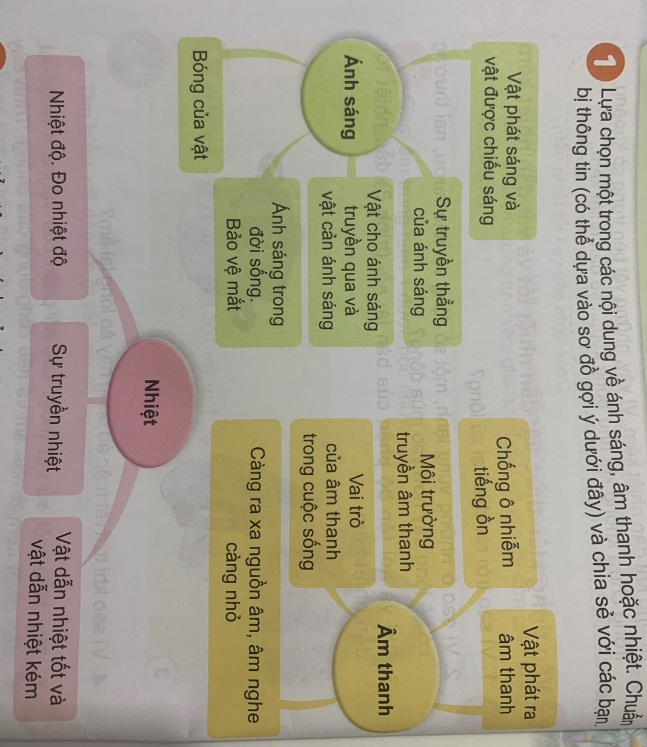 1 Lựa chọn một trong các nội dung về ánh sáng, âm thanh hoặc nhiệt. Chuẩn
bị thông tin (có thể dựa vào sơ đồ gợi ý dưới đây) và chia sẻ với các bạn.
Vật phát sáng và
vật được chiếu sáng
Sự truyền thẳng
của ánh sáng
Ánh sáng
Vật cho ánh sáng
truyền qua và
vật cản ánh sáng
Ánh sáng trong
đời sống.
Bảo vệ mắt
Bóng của vật
Vật phát ra
âm thanh
Chống ô nhiễm
tiếng ồn
Môi trường
truyền âm thanh
Âm thanh
Vai trò
của âm thanh
trong cuộc sống
Càng ra xa nguồn âm, âm nghe
càng nhỏ
Nhiệt
Nhiệt độ. Đo nhiệt độ
Sự truyền nhiệt
Vật dẫn nhiệt tốt và
vật dẫn nhiệt kém